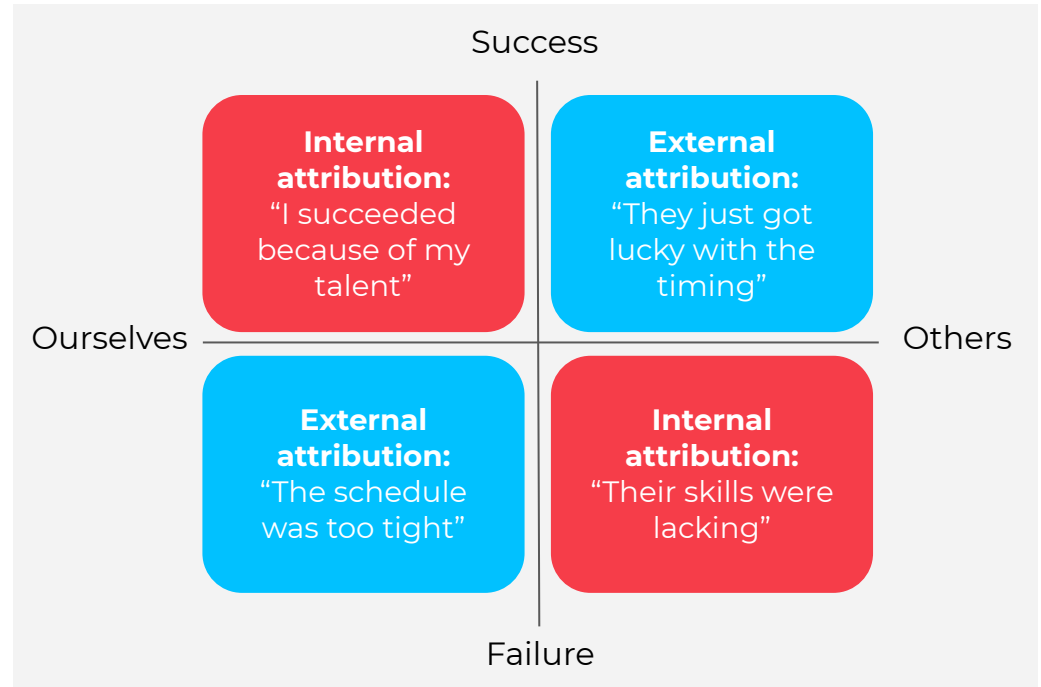 Success
Internal
attribution:
“I succeeded
because of my
talent”
External
attribution:
“They just got
lucky with the
timing”
Ourselves
Others
External
attribution:
“The schedule
was too tight”
Internal
attribution:
“Their skills were
lacking”
Failure